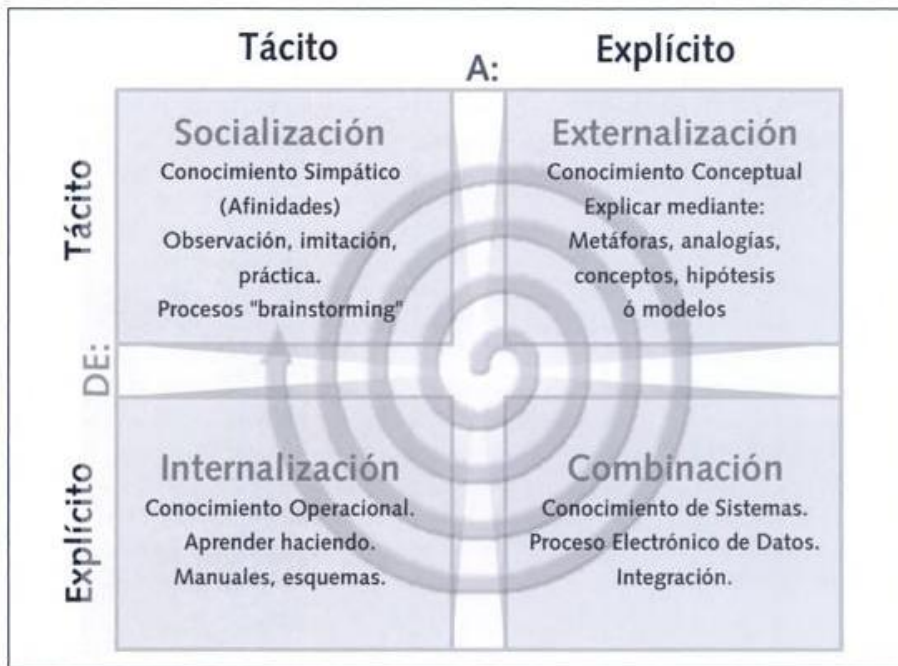 Tácito
A:
Explícito
Tácito
Socialización
Conocimiento Simpático
(Afinidades)
Observación, imitación,
práctica.
Procesos "brainstorming"
Externalización
Conocimiento Conceptual
Explicar mediante:
Metáforas, analogías,
conceptos, hipótesis
ó modelos
DE:
Explícito
Internalización
Conocimiento Operacional.
Aprender haciendo.
Manuales, esquemas.
Combinación
Conocimiento de Sistemas.
Proceso Electrónico de Datos.
Integración.